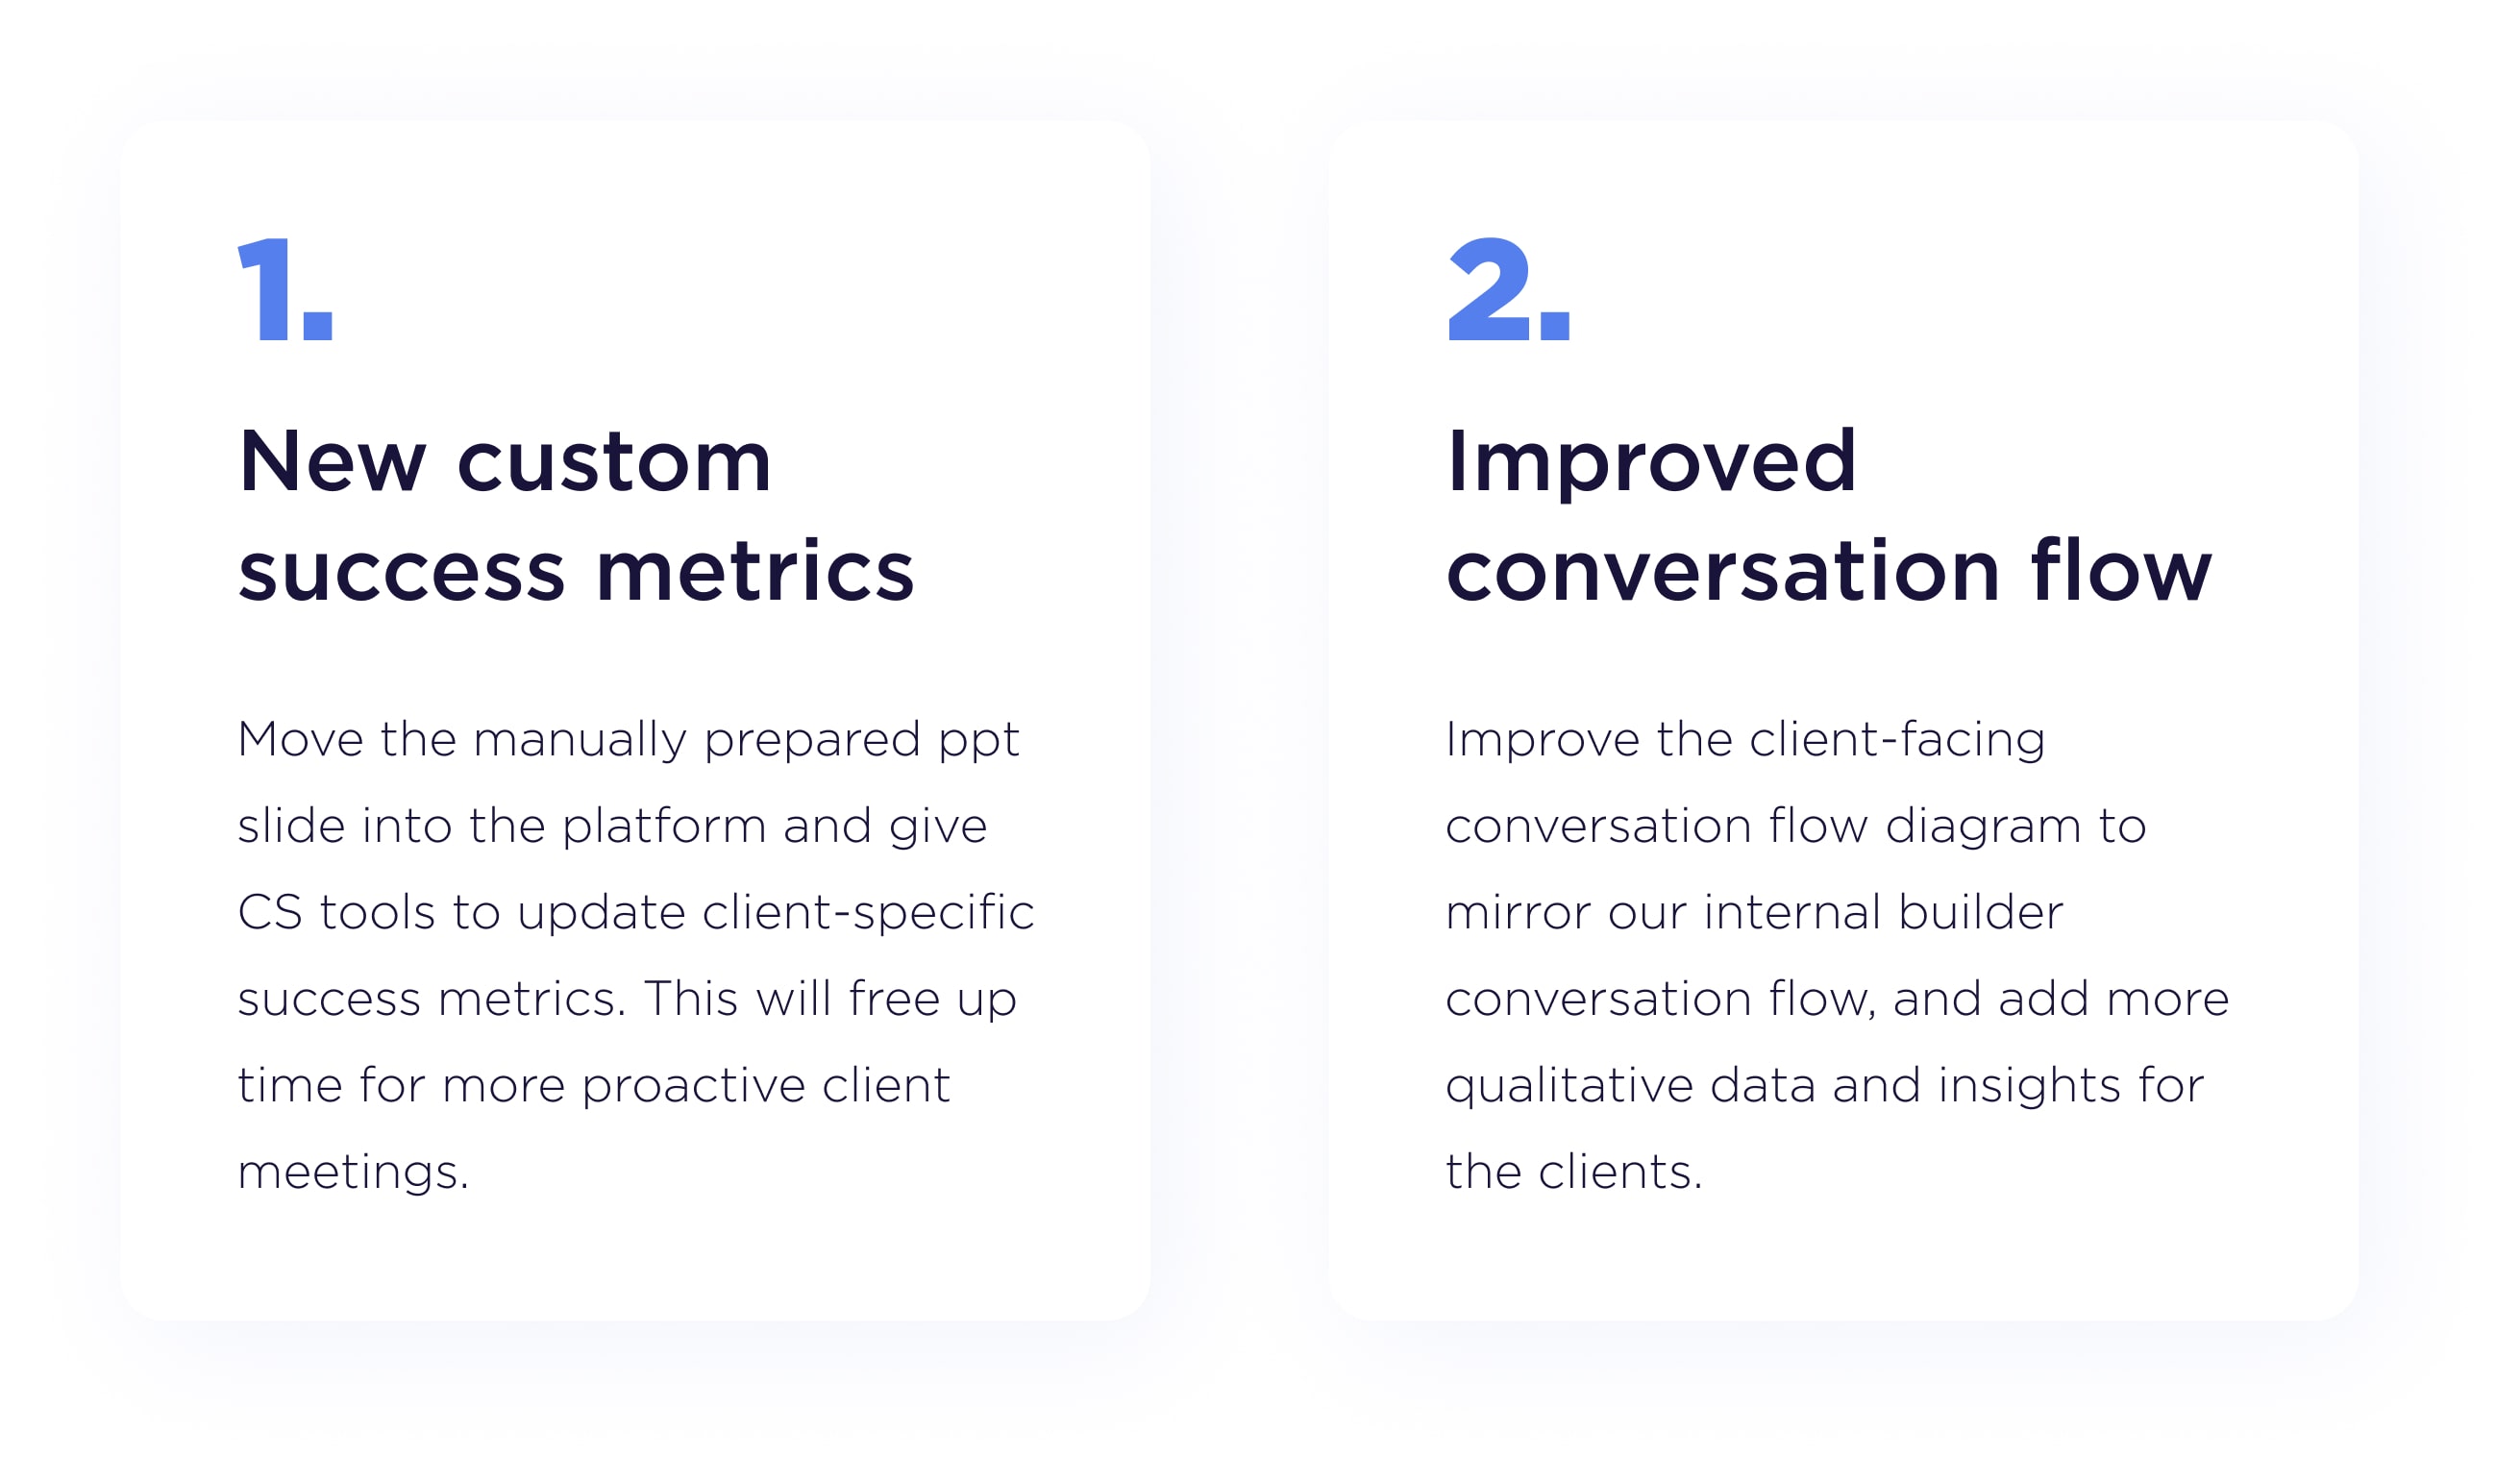 1.
New custom
success metrics
Move the manually prepared ppt
slide into the platform and give
CS tools to update client-specific
success metrics. This will free up
time for more proactive client
meetings.
2.
Improved
conversation flow
Improve the client-facing
conversation flow diagram to
mirror our internal builder
conversation flow, and add more
qualitative data and insights for
the clients.